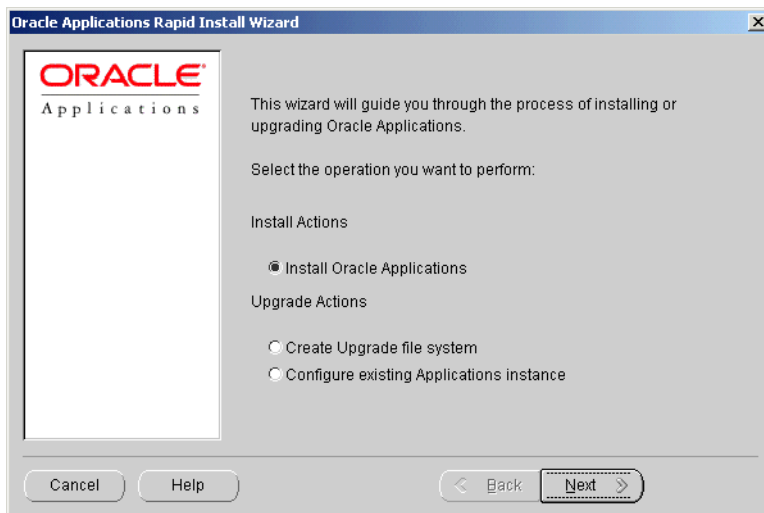 Oracle Applications Rapid Install Wizard
ORACLE
Applications
This wizard will guide you through the process of installing or
upgrading Oracle Applications.
Select the operation you want to perform:
Install Actions
Install Oracle Applications
Upgrade Actions
Create Upgrade file system
Configure existing Applications instance
Cancel
Help
Back
Next